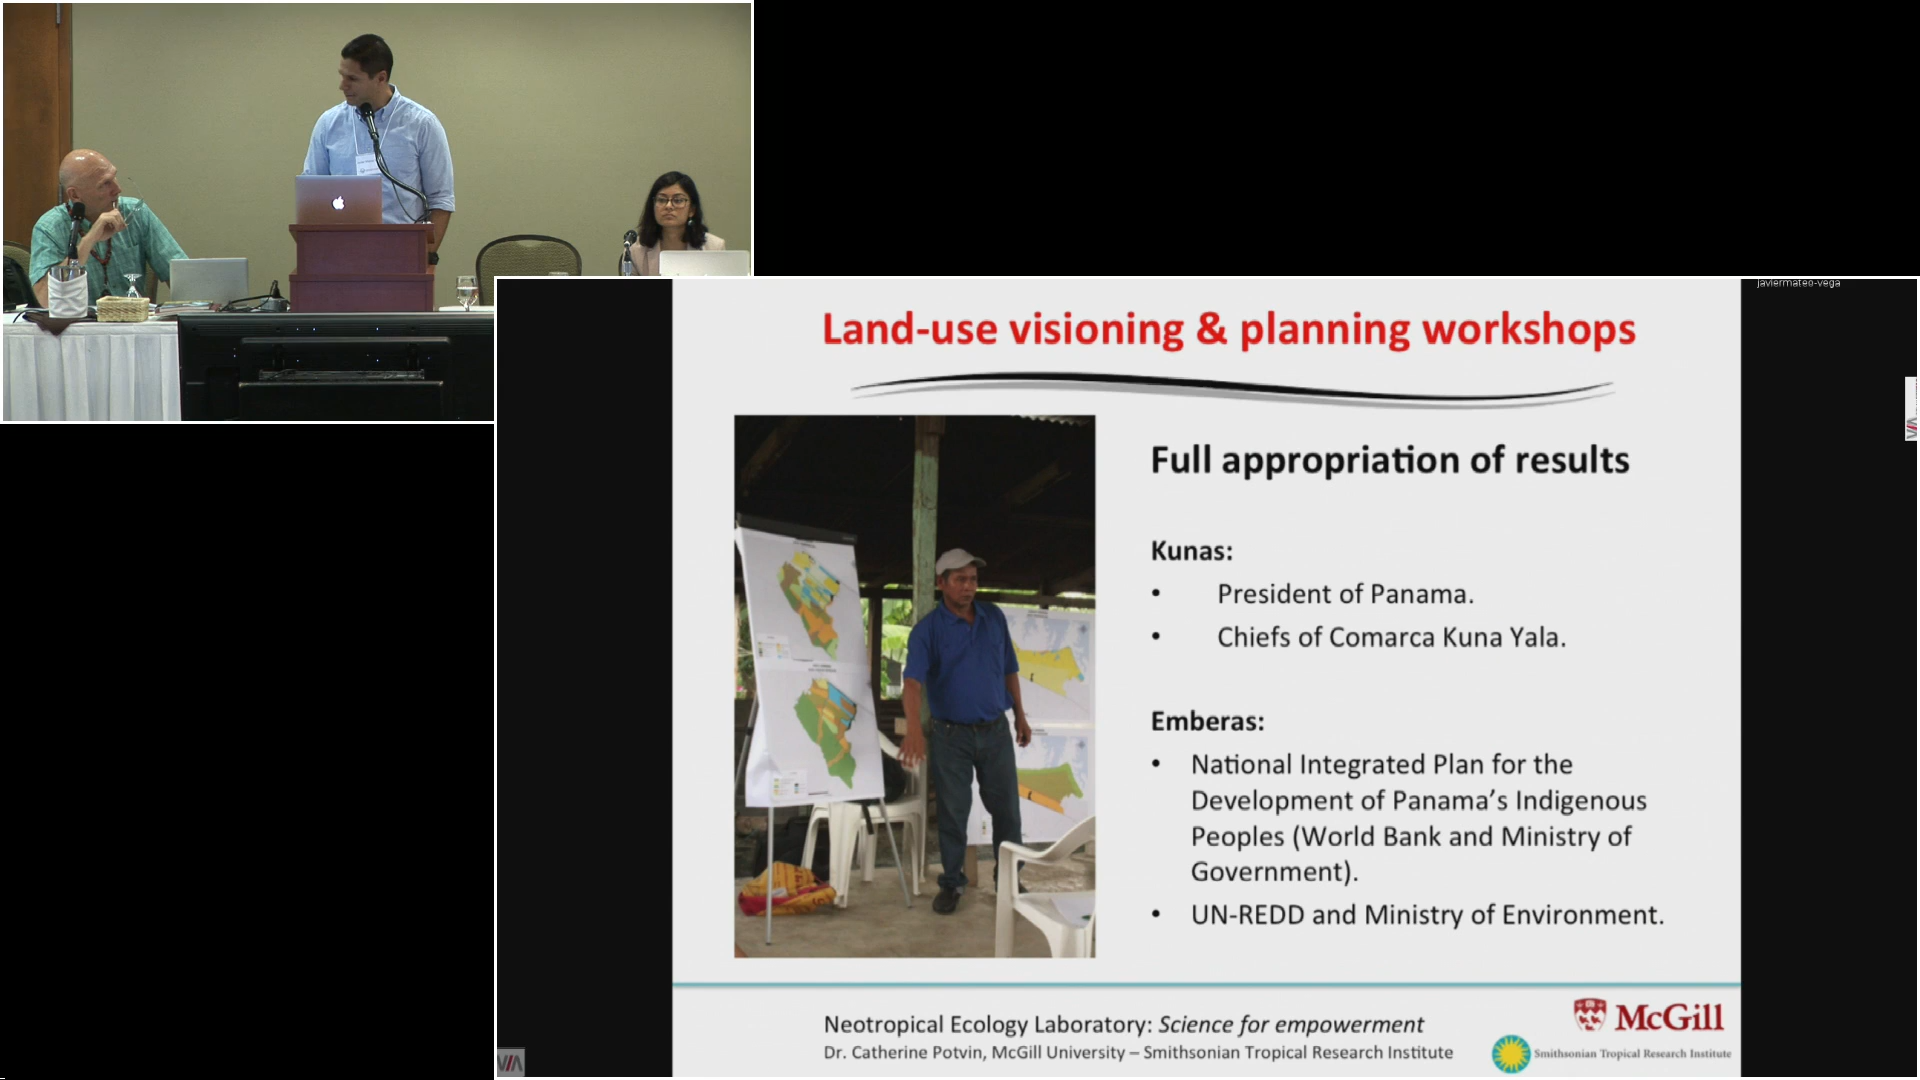 javiermateo-vega
Land-use visioning & planning workshops
Full appropriation of results
Kunas:
• President of Panama.
• Chiefs of Comarca Kuna Yala.
Emberas:
• National Integrated Plan for the
Development of Panama's Indigenous
Peoples (World Bank and Ministry of
Government).
• UN-REDD and Ministry of Environment.
Neotropical Ecology Laboratory: Science for empowerment
Dr. Catherine Potvin, McGill University – Smithsonian Tropical Research Institute
McGill
Smithsonian Tropical Research Institute